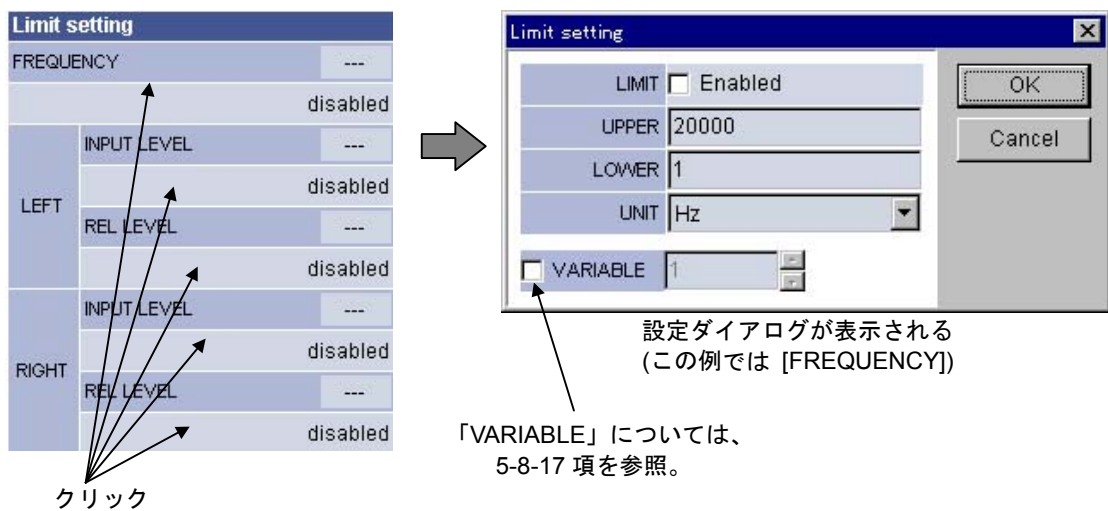 Limit setting
FREQUENCY ---
disabled
LEFT
INPUT LEVEL ---
disabled
REL LEVEL ---
disabled
RIGHT
INPUT LEVEL ---
disabled
REL LEVEL ---
disabled
クリック
Limit setting
LIMIT Enabled
UPPER 20000
LOWER 1
UNIT Hz
VARIABLE 1
OK
Cancel
設定ダイアログが表示される
(この例では [FREQUENCY])
「VARIABLE」については、
5-8-17 項を参照。